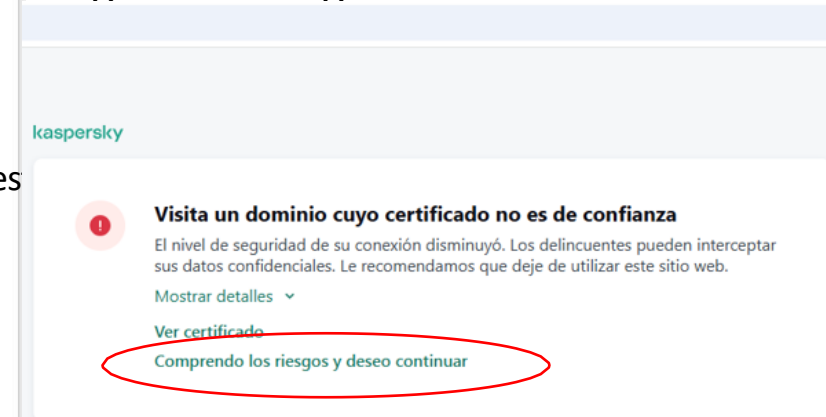 kaspersky
es
Visita un dominio cuyo certificado no es de confianza
El nivel de seguridad de su conexión disminuyó. Los delincuentes pueden interceptar
sus datos confidenciales. Le recomendamos que deje de utilizar este sitio web.
Mostrar detalles
Ver certificado
Comprendo los riesgos y deseo continuar